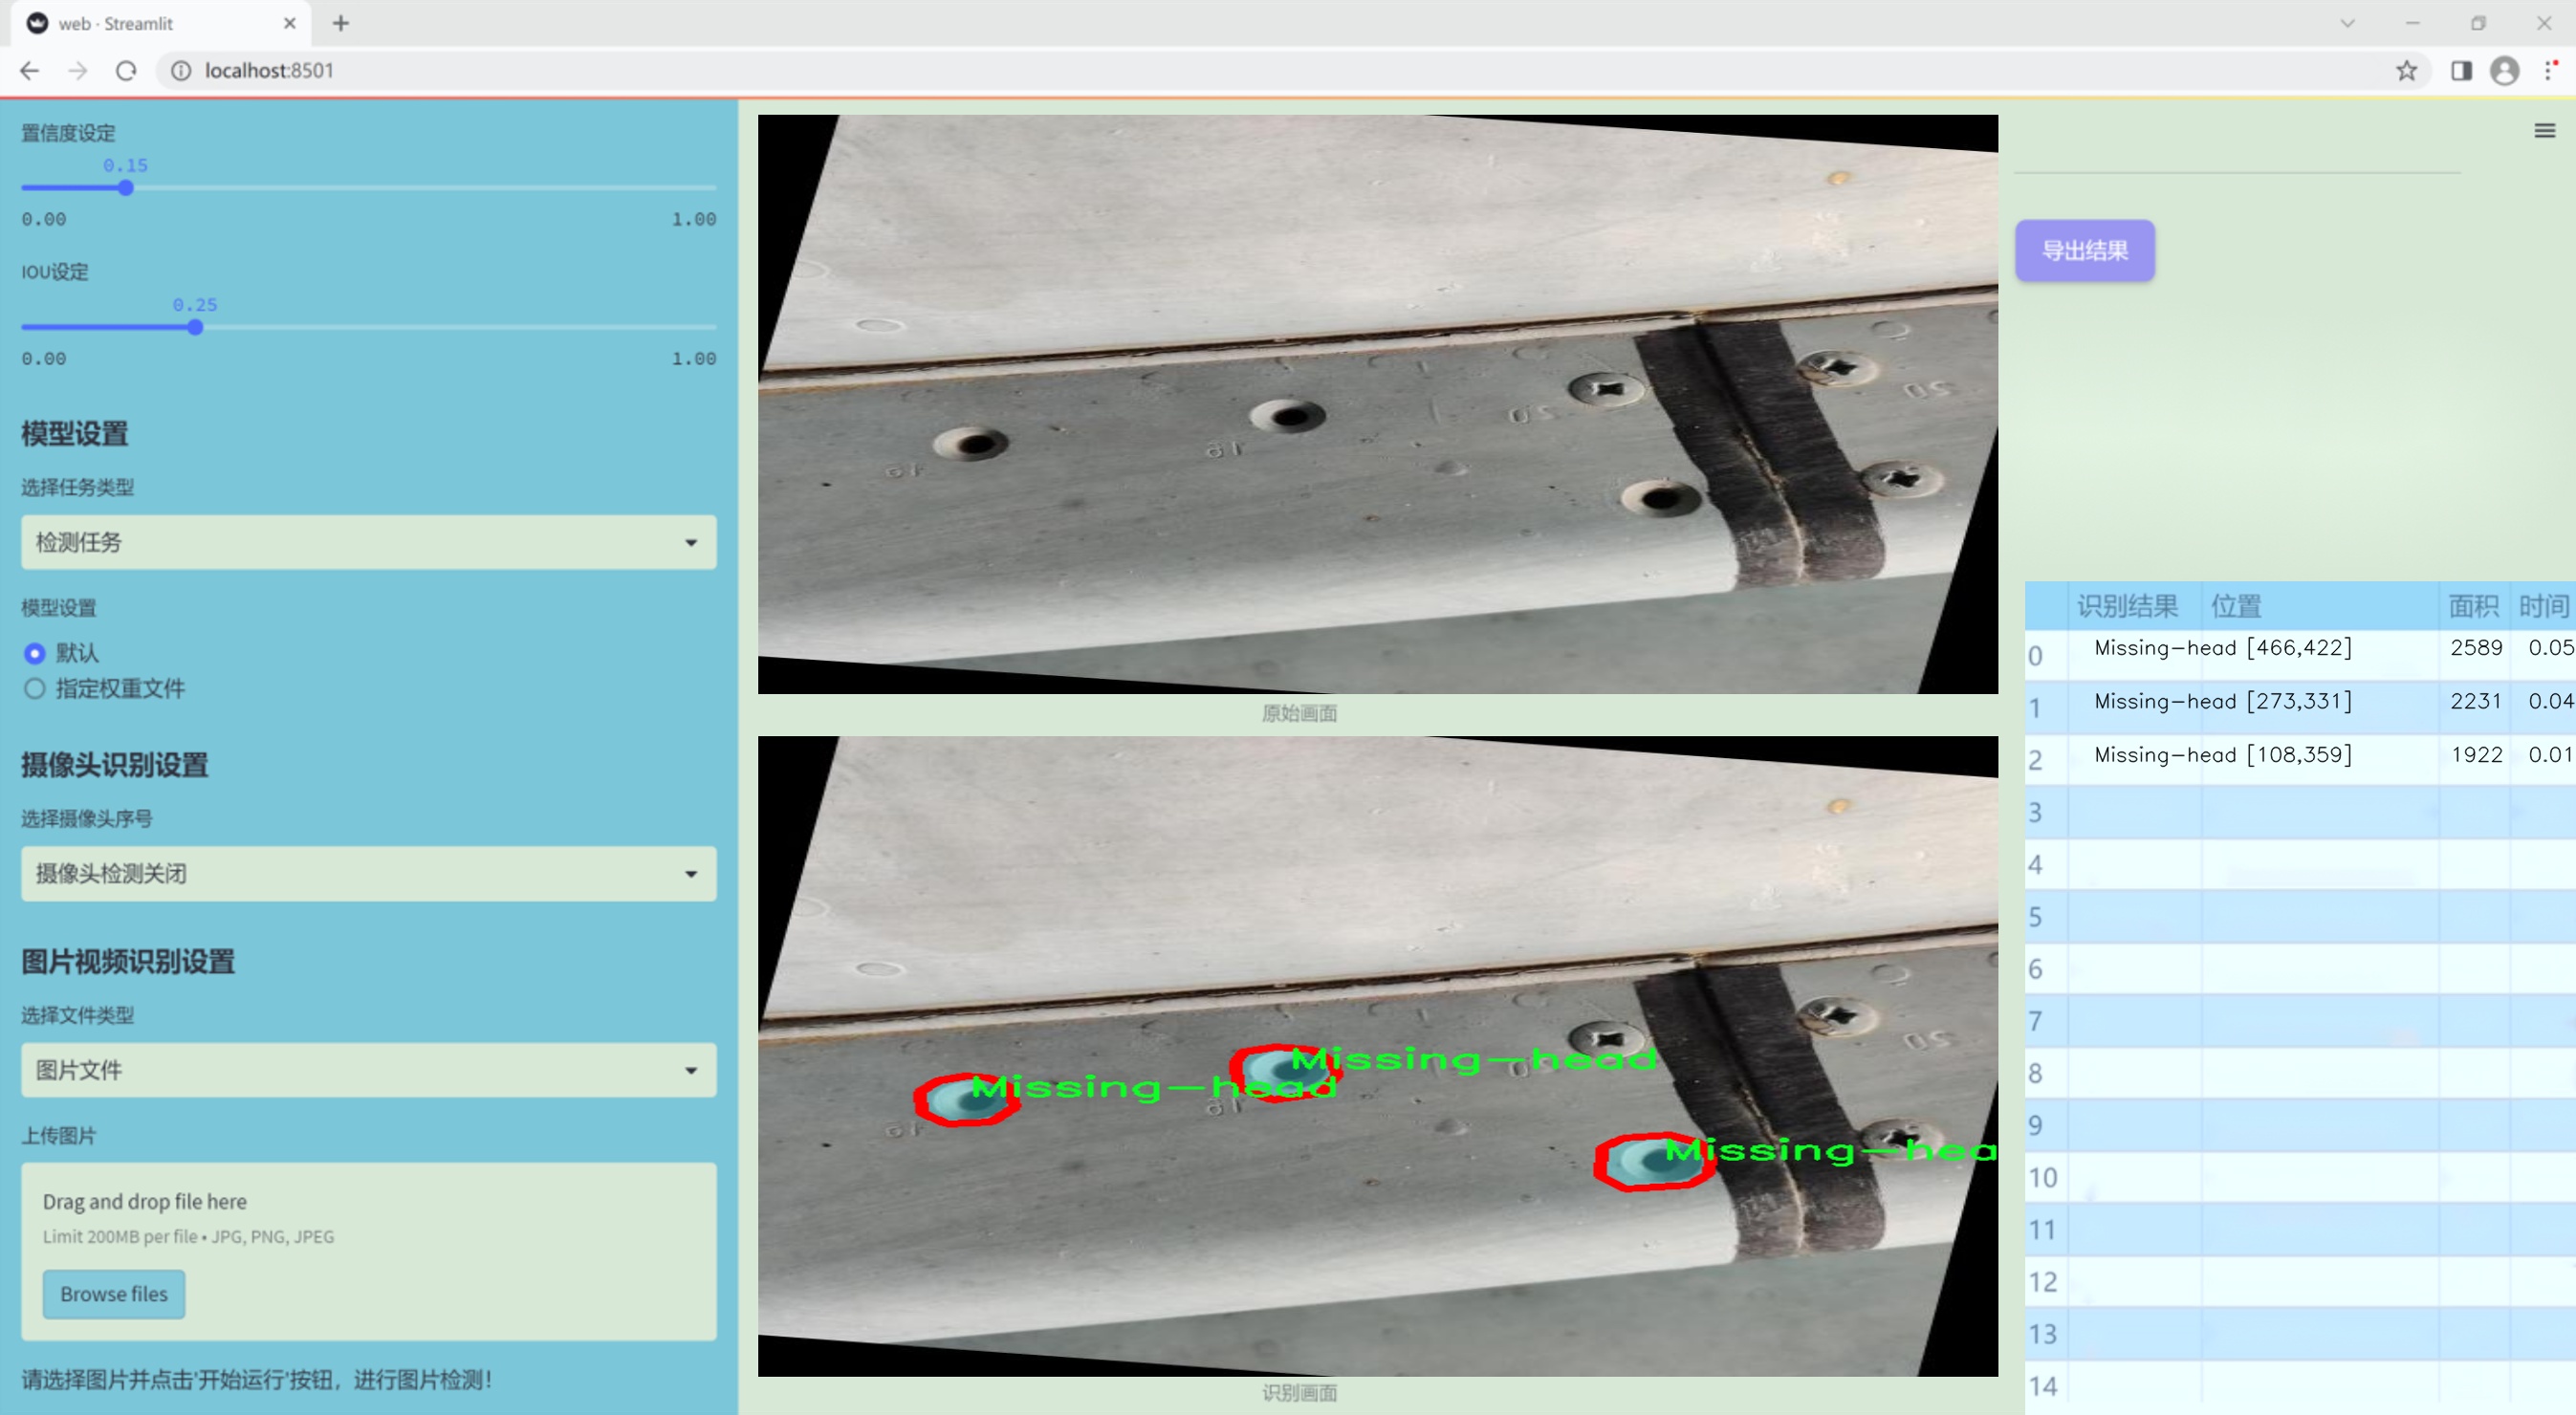 web · Streamlit
localhost:8501
置信度设定
0.15
0.00 1.00
IOU设定
0.25
0.00 1.00
模型设置
选择任务类型
检测任务
模型设置
默认
指定权重文件
摄像头识别设置
选择摄像头序号
摄像头检测关闭
图片视频识别设置
选择文件类型
图片文件
上传图片
Drag and drop file here
Limit 200MB per file • JPG, PNG, JPEG
Browse files
请选择图片并点击'开始运行'按钮，进行图片检测！
原始画面
Missing-head
Missing-head
Missing-hea
识别画面
导出结果
识别结果 位置 面积 时间
0 Missing-head [466,422] 2589 0.05
1 Missing-head [273,331] 2231 0.04
2 Missing-head [108,359] 1922 0.01
3
4
5
6
7
8
9
10
11
12
13
14